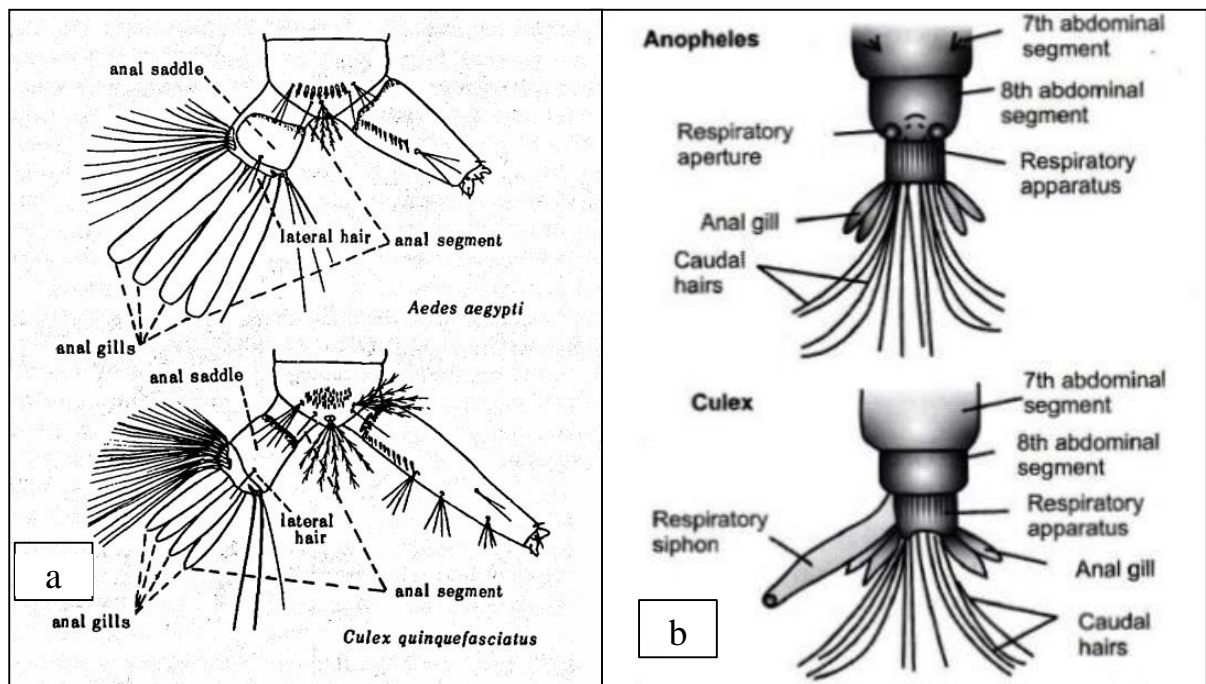 anal saddle
lateral hair
anal segment
Aedes aegypti
anal gills
anal saddle
lateral
hair
anal segment
anal gills
Culex quinquefasciatus
a
Anopheles
7th abdominal
segment
8th abdominal
segment
Respiratory
aperture
Respiratory
apparatus
Anal gill
Caudal
hairs
Culex
7th abdominal
segment
8th abdominal
segment
Respiratory
apparatus
Respiratory
siphon
Anal gill
Caudal
hairs
b